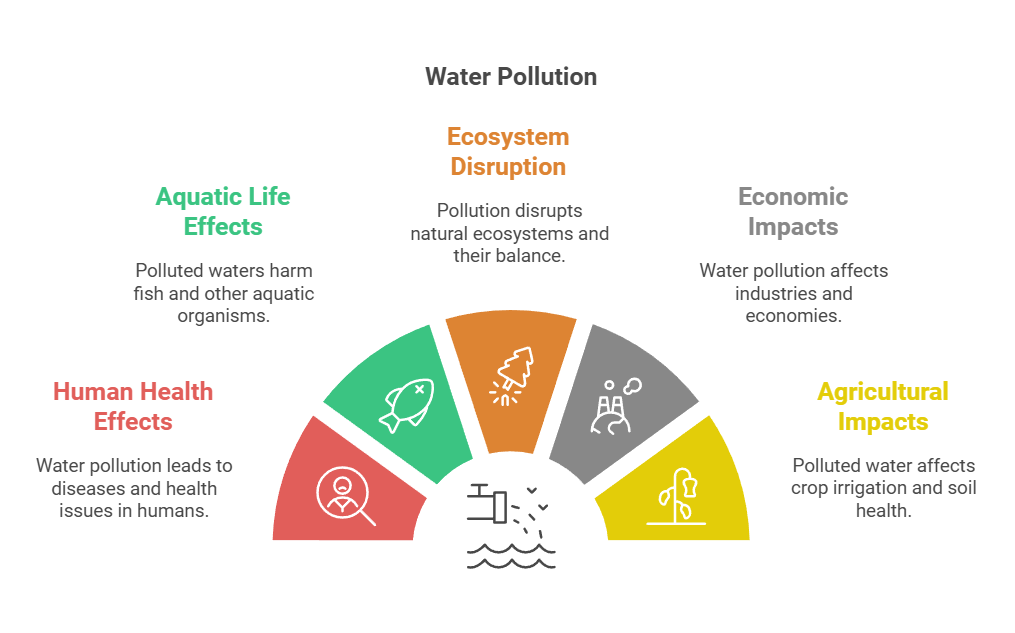 Water Pollution
Ecosystem
Disruption
Pollution disrupts
natural ecosystems and
their balance.
Aquatic Life
Effects
Polluted waters harm
fish and other aquatic
organisms.
Economic
Impacts
Water pollution affects
industries and
economies.
Human Health
Effects
Water pollution leads to
diseases and health
issues in humans.
Agricultural
Impacts
Polluted water affects
crop irrigation and soil
health.